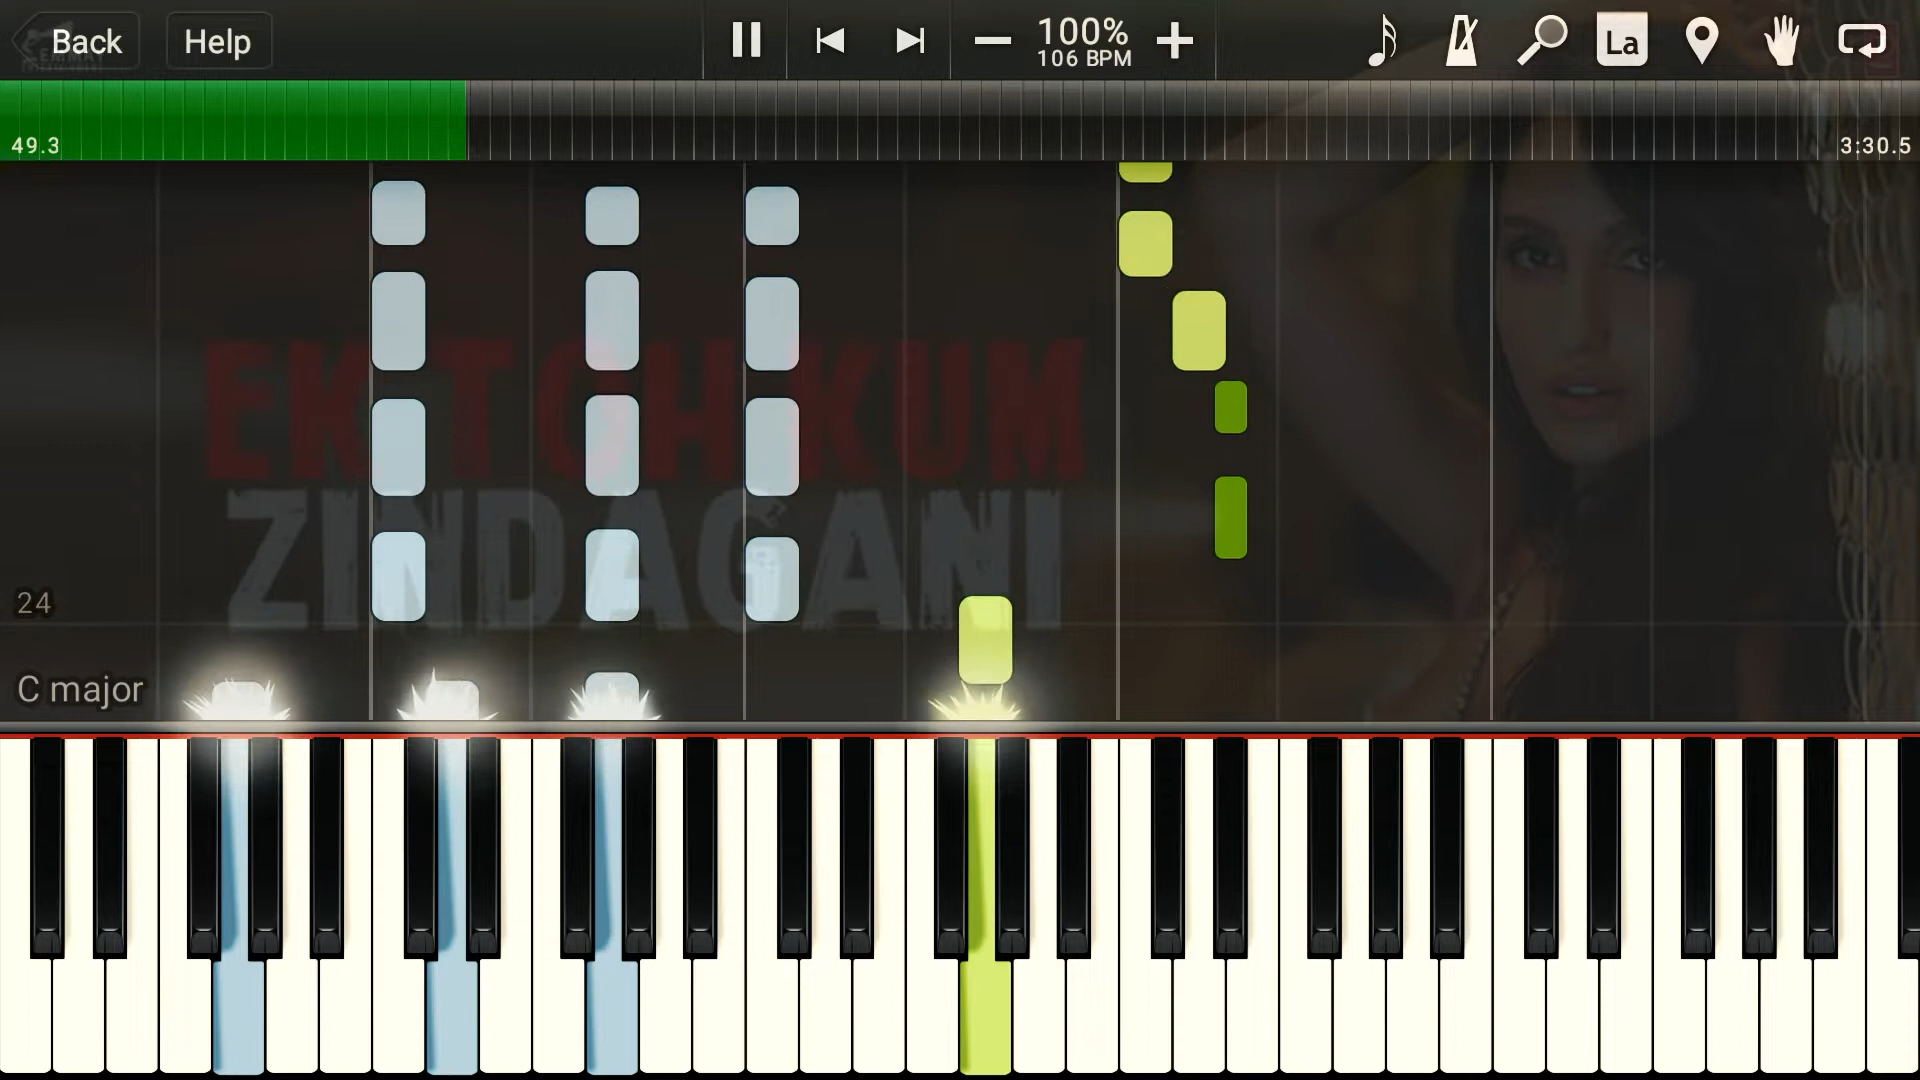 Back
Help
100%
106 BPM
La
49.3
3:30.5
EK TOH KUM
ZINDAGANI
24
C major